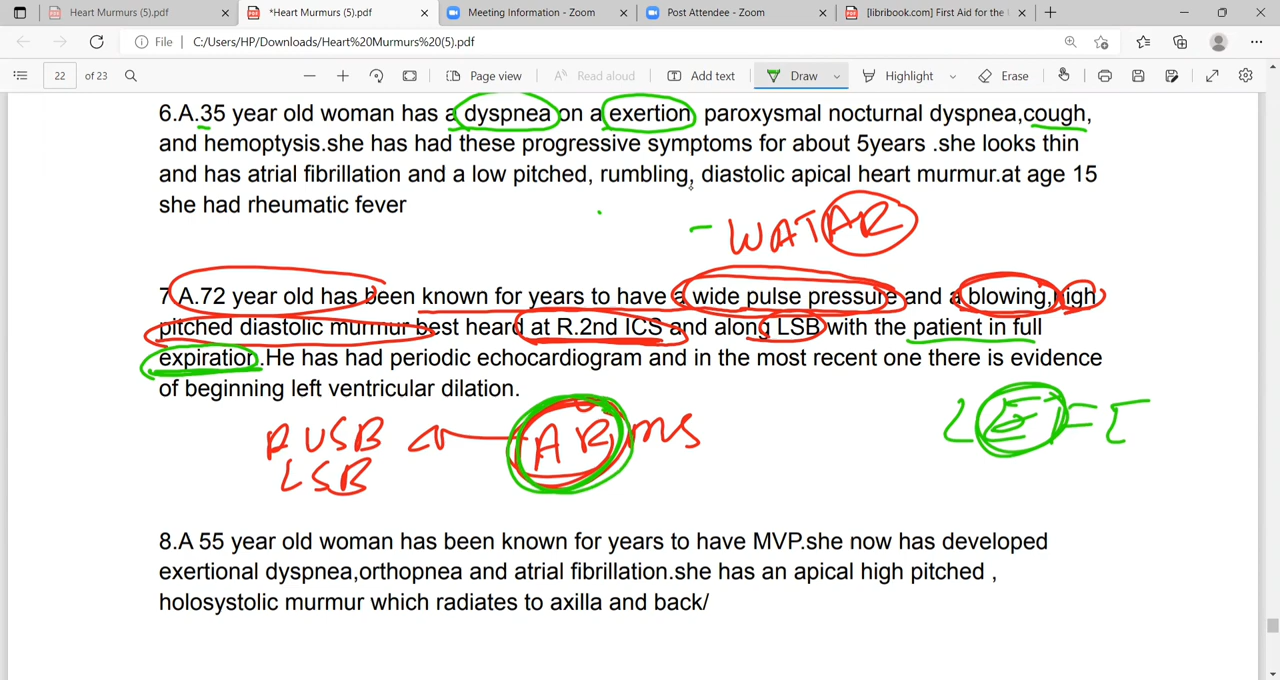 Heart Murmurs (5).pdf
*Heart Murmurs (5).pdf
Meeting Information - Zoom
Post Attendee - Zoom
[libribook.com] First Aid for the
File
C:/Users/HP/Downloads/Heart%20Murmurs%20(5).pdf
22 of 23
Page view
Read aloud
Add text
Draw
Highlight
Erase
6.A.35 year old woman has a dyspnea on a exertion paroxysmal nocturnal dyspnea,cough,
and hemoptysis.she has had these progressive symptoms for about 5years .she looks thin
and has atrial fibrillation and a low pitched, rumbling, diastolic apical heart murmur.at age 15
she had rheumatic fever
WATAR
7.A.72 year old has been known for years to have a wide pulse pressure and a blowing,high
pitched diastolic murmur best heard at R.2nd ICS and along LSB with the patient in full
expiration.He has had periodic echocardiogram and in the most recent one there is evidence
of beginning left ventricular dilation.
RUSB AR, ms
LSB
8.A 55 year old woman has been known for years to have MVP.she now has developed
exertional dyspnea,orthopnea and atrial fibrillation.she has an apical high pitched ,
holosystolic murmur which radiates to axilla and back/